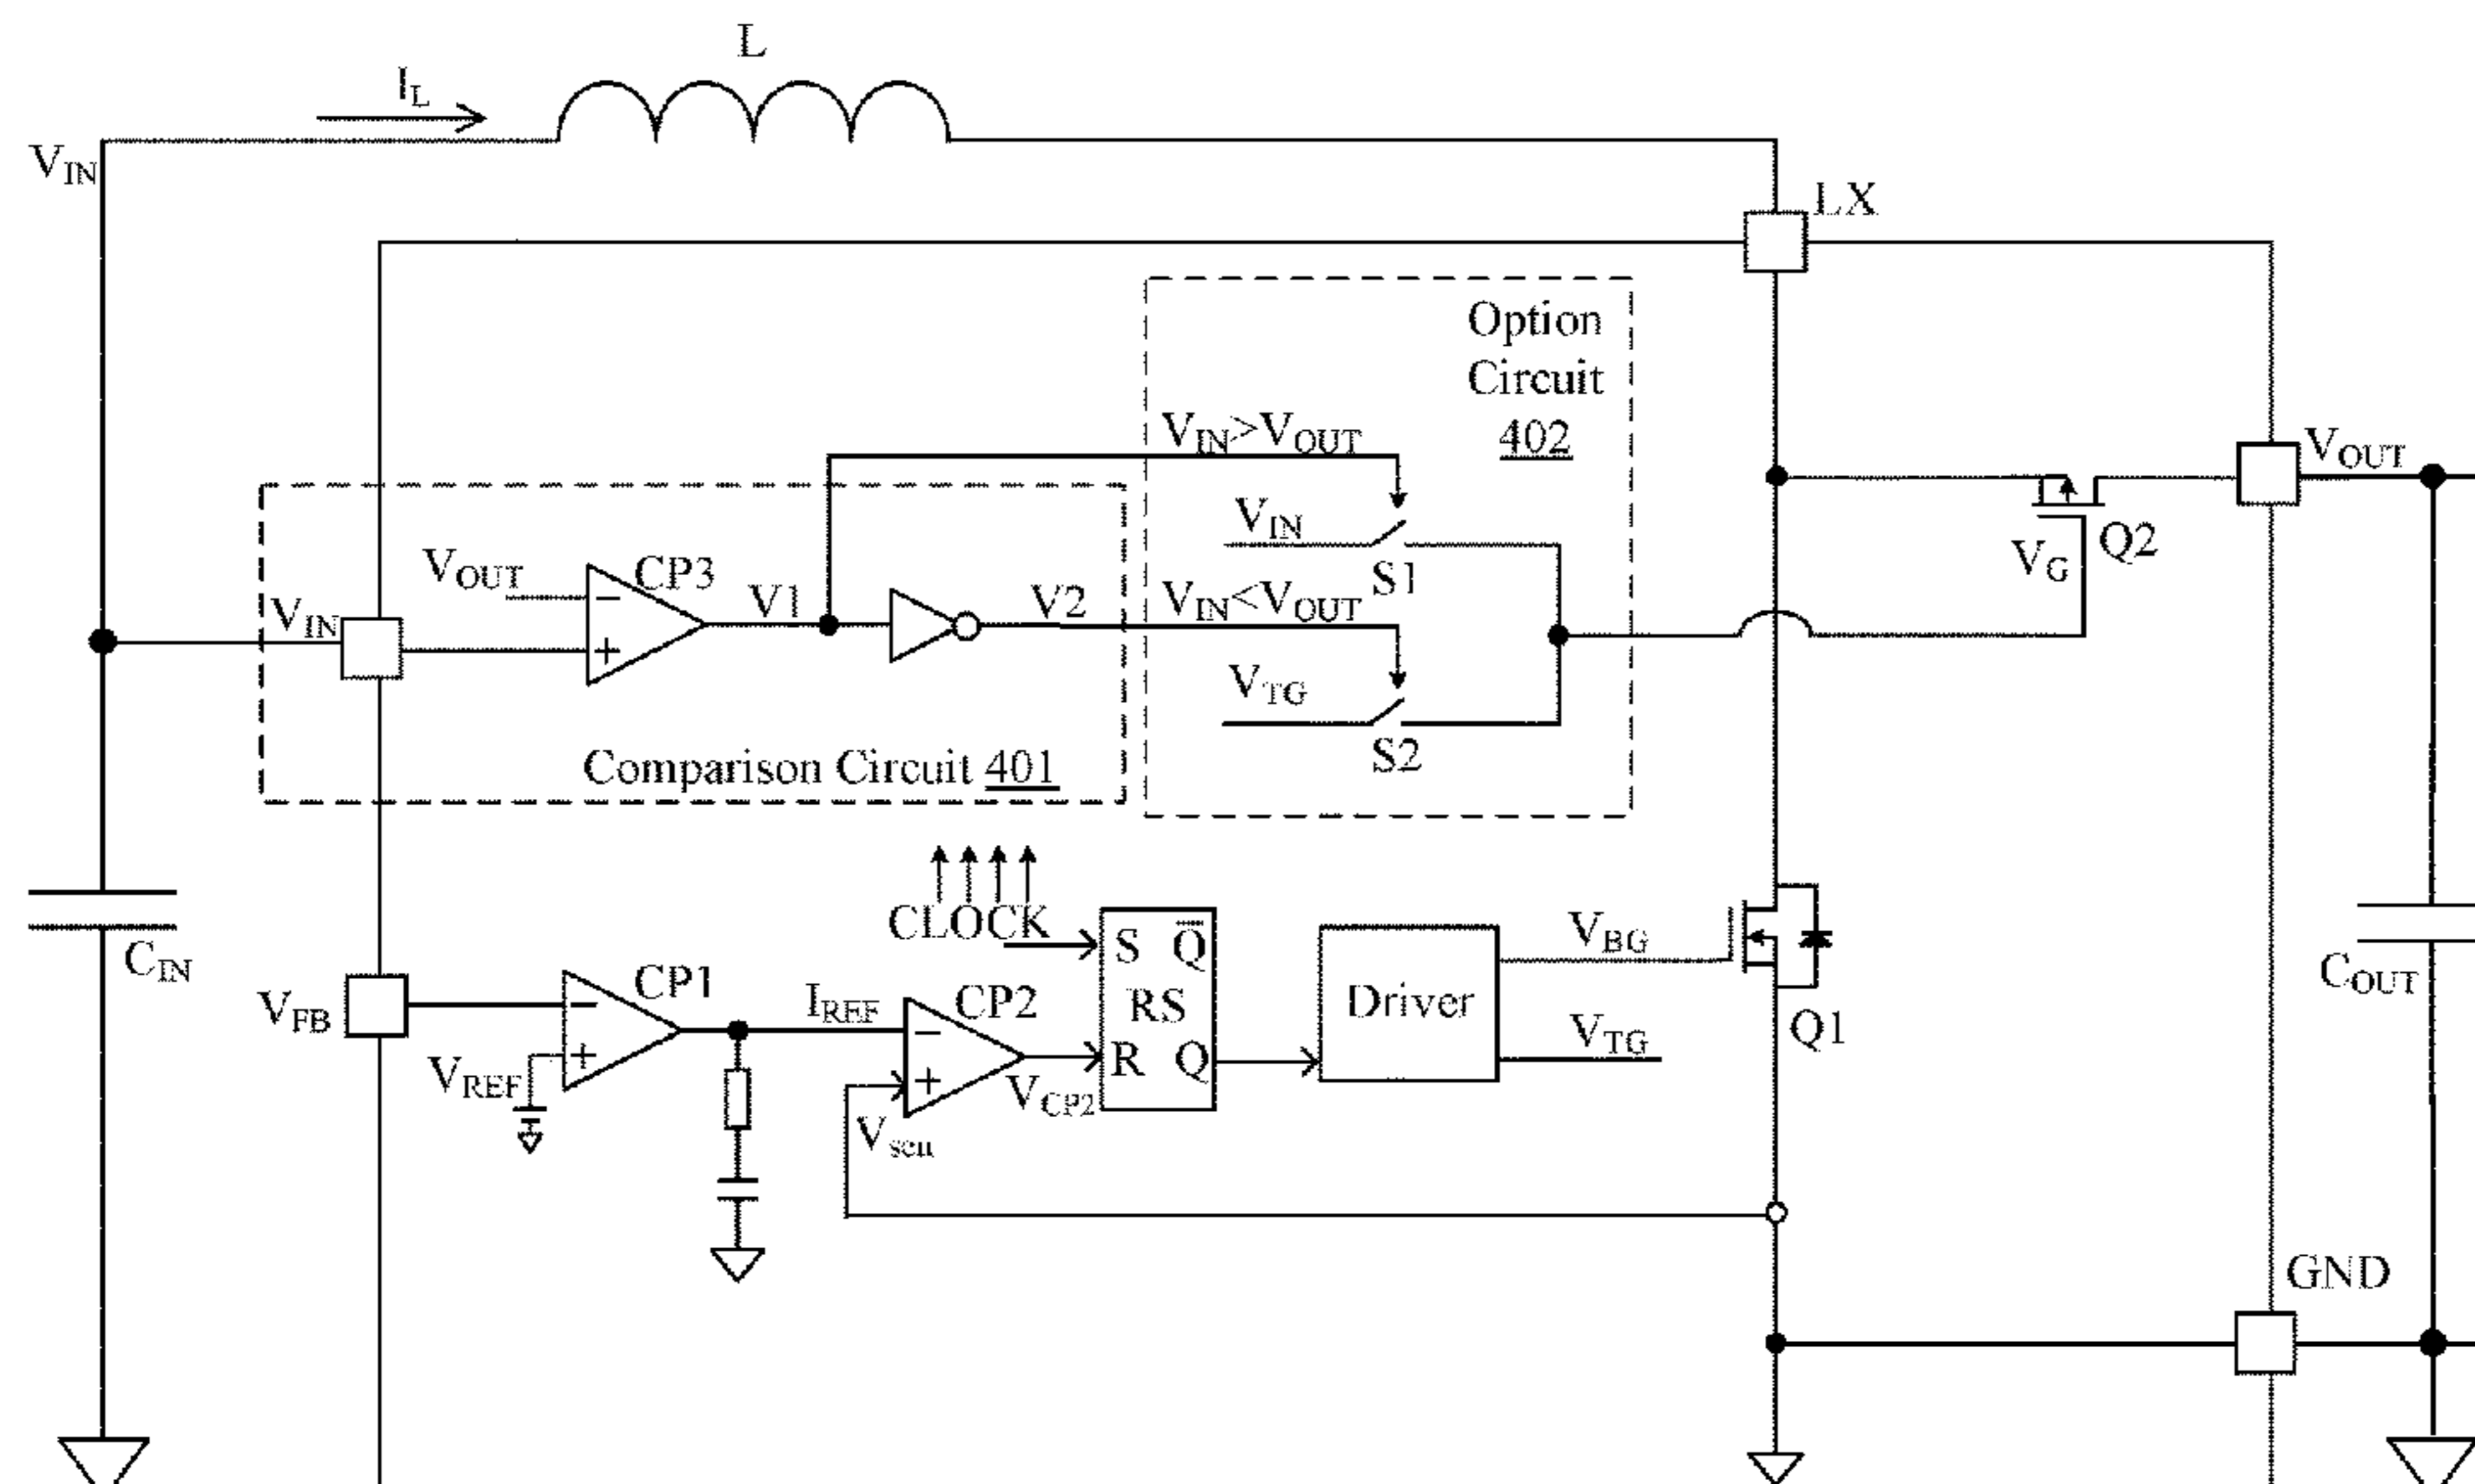 L
I_L
V_IN
LX
Option
Circuit
402
V_IN>V_OUT
V_OUT
V_IN
S1
V_G
Q2
V_OUT
CP3
V_IN
V1
V2
V_IN<V_OUT
V_TG
S2
Comparison Circuit 401
CLOCK
C_IN
V_FB
CP1
V_REF
I_REF
CP2
V_sen
V_CP2
S Q̅
RS
R Q
Driver
V_BG
V_TG
Q1
C_OUT
GND
− + − + − +